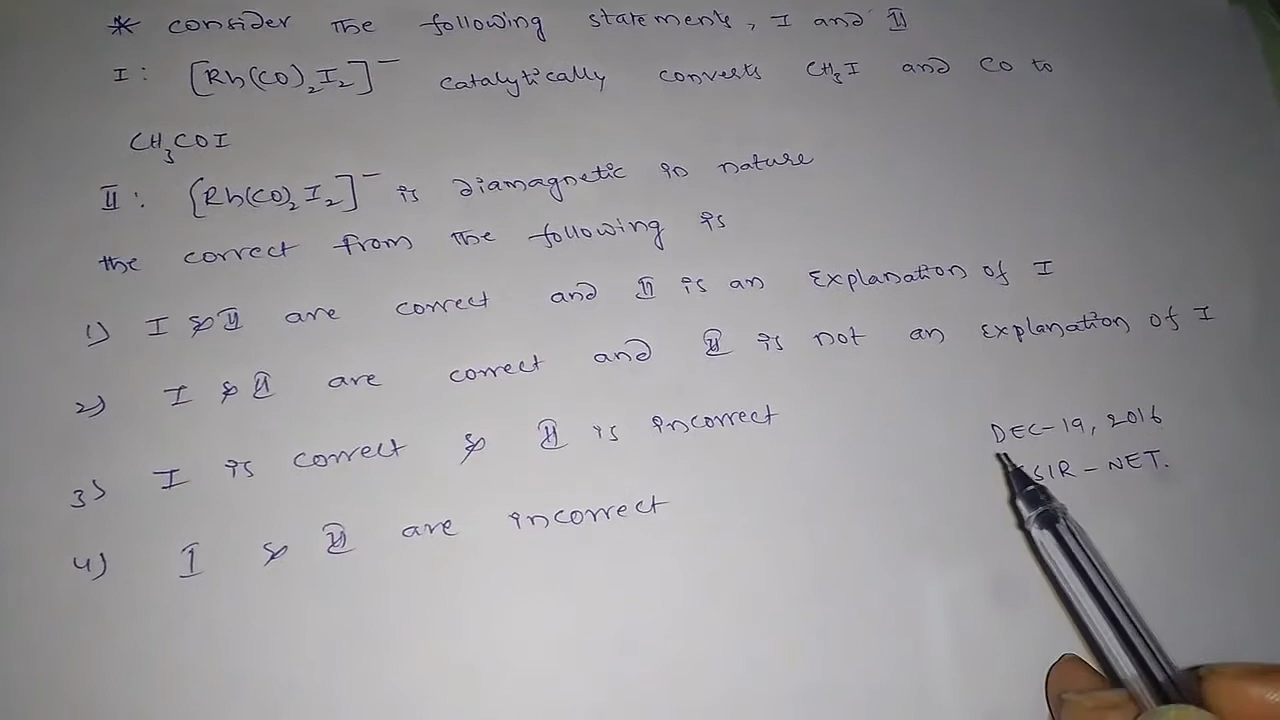 * consider the following statements, I and II
I : [Rh(CO)₂I₂]⁻ catalytically converts CH₃I and CO to
CH₃COI
II : [Rh(CO)₂I₂]⁻ is diamagnetic in nature
the correct from the following is
1) I & II are correct and II is an Explanation of I
2) I & II are correct and II is not an explanation of I
3) I is correct & II is incorrect
4) I & II are incorrect
DEC-19, 2016
SIR-NET.